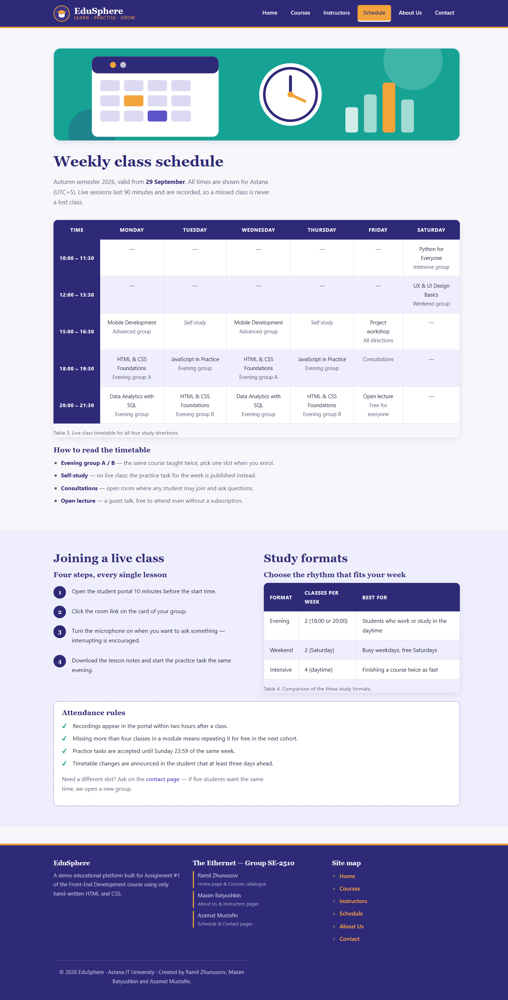 EduSphere
LEARN · PRACTISE · GROW
Home
Courses
Instructors
Schedule
About Us
Contact
Weekly class schedule
Autumn semester 2026, valid from 29 September. All times are shown for Astana
(UTC+5). Live sessions last 90 minutes and are recorded, so a missed class is never
a lost class.
TIME MONDAY TUESDAY WEDNESDAY THURSDAY FRIDAY SATURDAY
10:00 – 11:30
—
—
—
—
—
Python for
Everyone
Intensive group
12:00 – 13:30
—
—
—
—
—
UX & UI Design
Basics
Weekend group
15:00 – 16:30
Mobile Development
Advanced group
Self-study
Mobile Development
Advanced group
Self-study
Project
workshop
All directions
—
18:00 – 19:30
HTML & CSS
Foundations
Evening group A
JavaScript in Practice
Evening group
HTML & CSS
Foundations
Evening group A
JavaScript in Practice
Evening group
Consultations
—
20:00 – 21:30
Data Analytics with
SQL
Evening group
HTML & CSS
Foundations
Evening group B
Data Analytics with
SQL
Evening group
HTML & CSS
Foundations
Evening group B
Open lecture
Free for
everyone
—
Table 3. Live class timetable for all four study directions.
How to read the timetable
Evening group A / B — the same course taught twice, pick one slot when you enrol.
Self-study — no live class; the practice task for the week is published instead.
Consultations — open room where any student may join and ask questions.
Open lecture — a guest talk, free to attend even without a subscription.
Joining a live class
Four steps, every single lesson
1 Open the student portal 10 minutes before the start time.
2 Click the room link on the card of your group.
3 Turn the microphone on when you want to ask something —
interrupting is encouraged.
4 Download the lesson notes and start the practice task the same
evening.
Study formats
Choose the rhythm that fits your week
FORMAT
CLASSES PER
WEEK
BEST FOR
Evening
2 (18:00 or 20:00)
Students who work or study in the
daytime
Weekend
2 (Saturday)
Busy weekdays, free Saturdays
Intensive
4 (daytime)
Finishing a course twice as fast
Table 4. Comparison of the three study formats.
Attendance rules
✓ Recordings appear in the portal within two hours after a class.
✓ Missing more than four classes in a module means repeating it for free in the next cohort.
✓ Practice tasks are accepted until Sunday 23:59 of the same week.
✓ Timetable changes are announced in the student chat at least three days ahead.
Need a different slot? Ask on the contact page — if five students want the same
time, we open a new group.
EduSphere
A demo educational platform built for Assignment #1
of the Front-End Development course using only
hand-written HTML and CSS.
The Ethernet — Group SE-2510
Ramil Zhunussov
Home page & Courses catalogue
Maxim Batyushkin
About Us & Instructors pages
Azamat Mustafin
Schedule & Contact pages
Site map
Home
Courses
Instructors
Schedule
About Us
Contact
© 2026 EduSphere · Astana IT University · Created by Ramil Zhunussov, Maxim
Batyushkin and Azamat Mustafin.